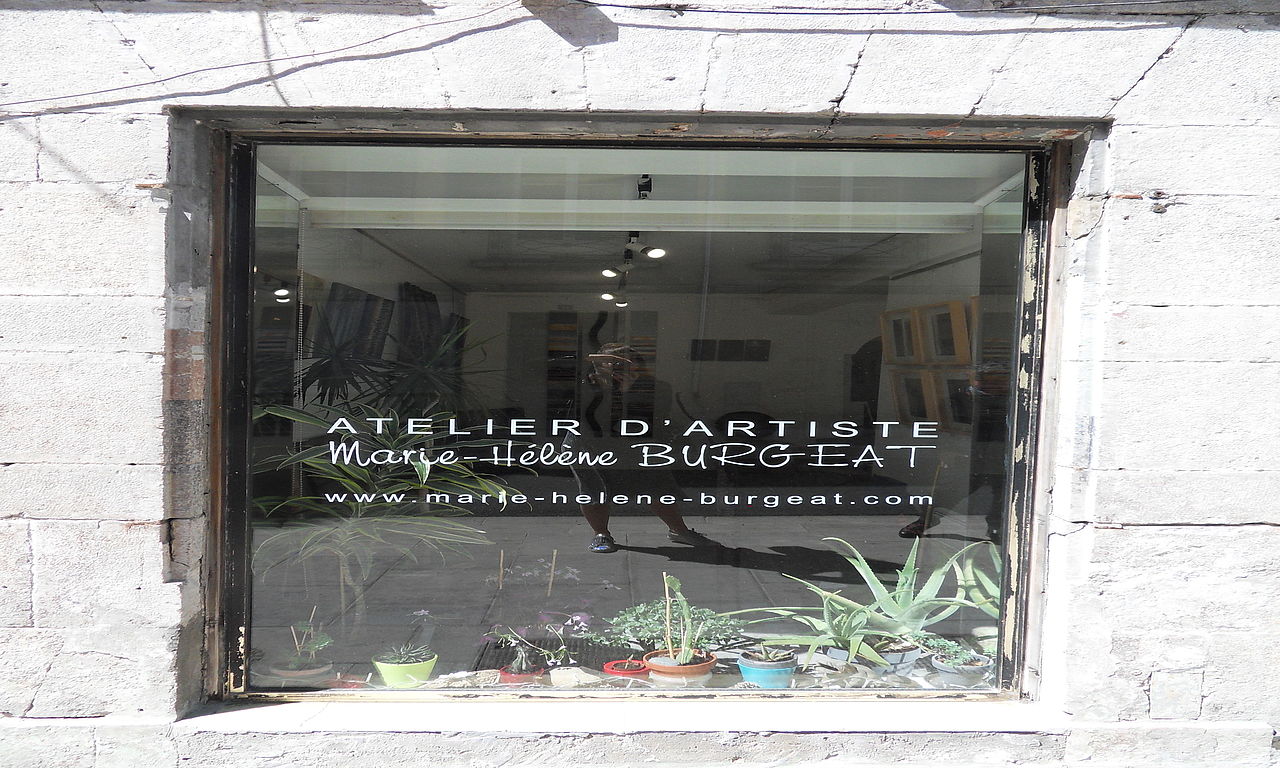 ATELIER D'ARTISTE
Marie-Hélène BURGEAT
www.marie-helene-burgeat.com